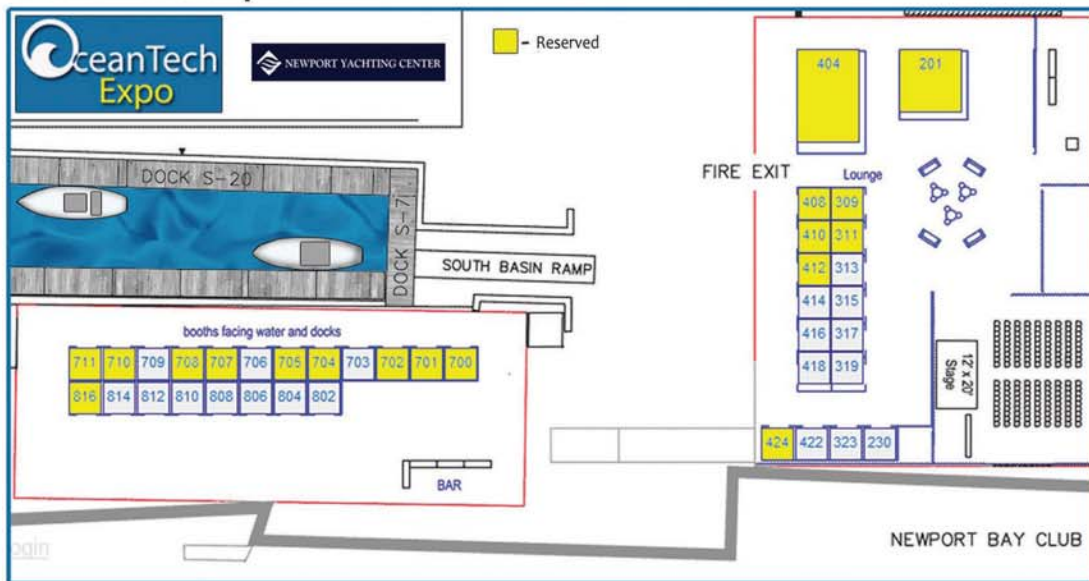 OceanTech
Expo
NEWPORT YACHTING CENTER
- Reserved
404
201
DOCK S-20
FIRE EXIT
Lounge
DOCK S-71
SOUTH BASIN RAMP
408 309
410 311
412 313
414 315
416 317
418 319
12' x 20'
Stage
booths facing water and docks
711 710 709 708 707 706 705 704 703 702 701 700
816 814 812 810 808 806 804 802
424 422 323 230
BAR
NEWPORT BAY CLUB